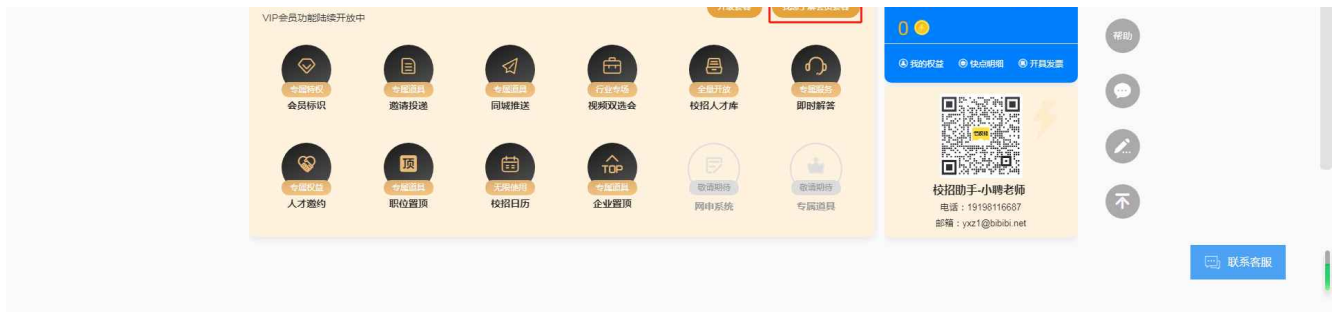 VIP会员功能陆续开放中
0
我的权益 快点明细 开具发票
帮助
专属特权 专属道具 专属道具 行业专场 全量开放 专属服务
会员标识 邀请投递 同城推送 视频双选会 校招人才库 即时解答
顶 TOP
专属权益 专属道具 无限使用 专属道具 敬请期待 敬请期待
人才邀约 职位置顶 校招日历 企业置顶 网申系统 专属道具
校招助手-小聘老师
电话：19198116687
邮箱：yxz1@bibibi.net
联系客服